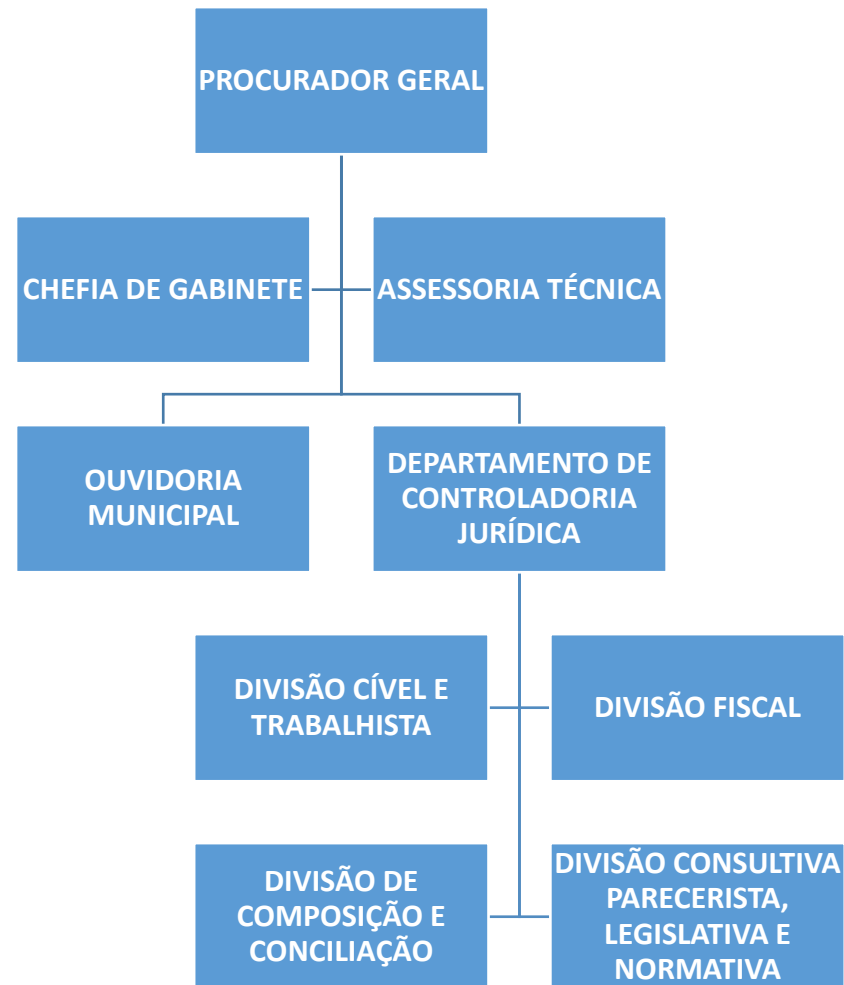 PROCURADOR GERAL
CHEFIA DE GABINETE
ASSESSORIA TÉCNICA
OUVIDORIA
MUNICIPAL
DEPARTAMENTO DE
CONTROLADORIA
JURÍDICA
DIVISÃO CÍVEL E
TRABALHISTA
DIVISÃO FISCAL
DIVISÃO DE
COMPOSIÇÃO E
CONCILIAÇÃO
DIVISÃO CONSULTIVA
PARECERISTA,
LEGISLATIVA E
NORMATIVA